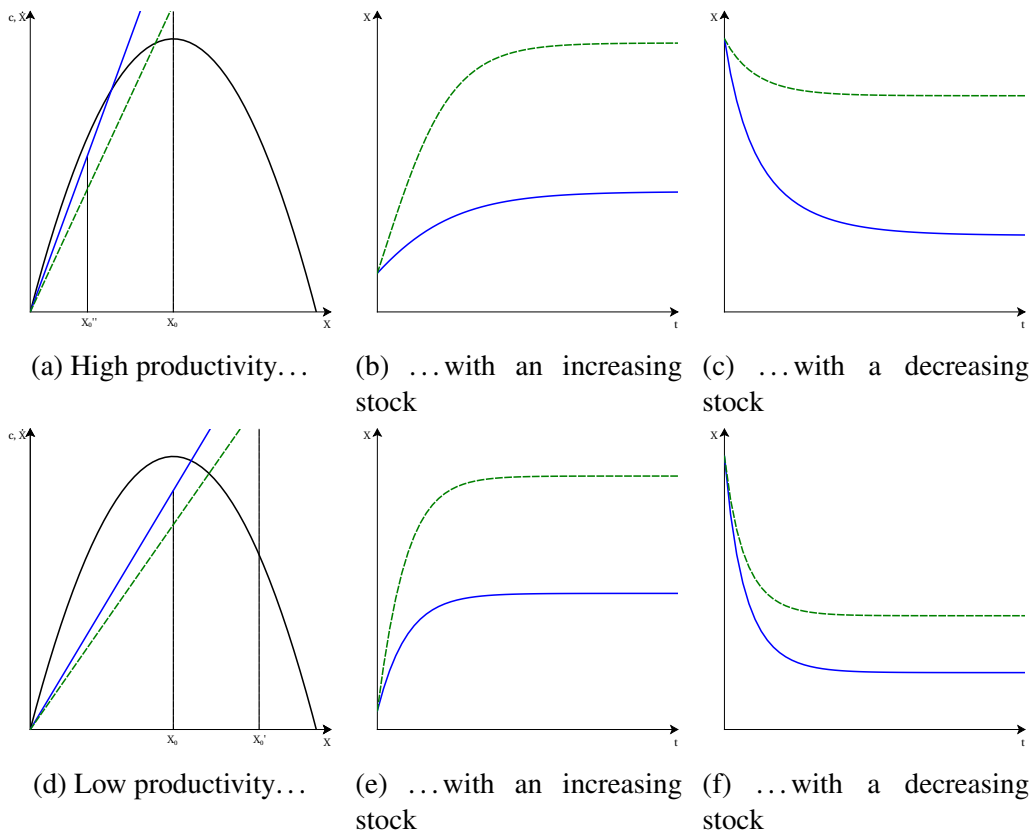 c, Ẋ
X
X
X₀''
X₀
X
t
t
(a) High productivity…
(b) …with an increasing stock
(c) …with a decreasing stock
c, Ẋ
X
X
X₀
X₀'
X
t
t
(d) Low productivity…
(e) …with an increasing stock
(f) …with a decreasing stock